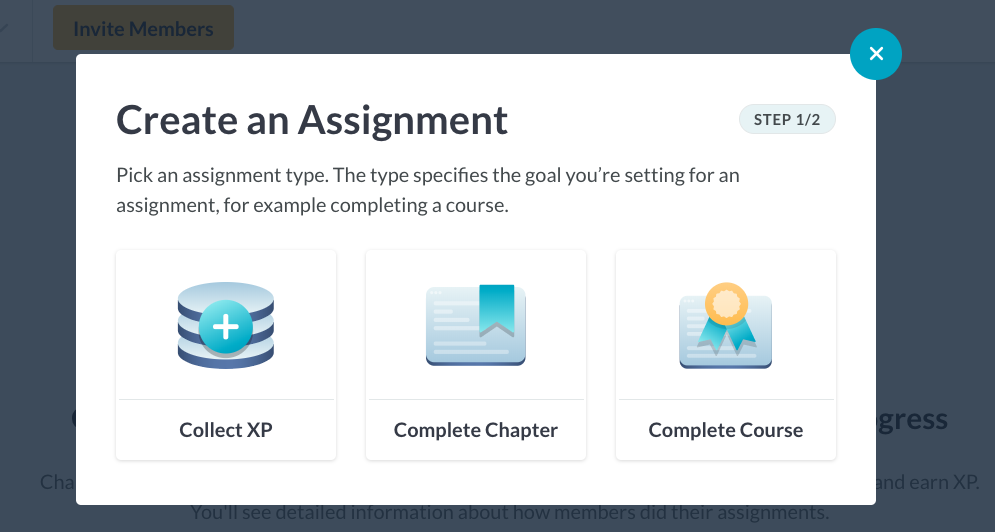 Invite Members
Create an Assignment
STEP 1/2
Pick an assignment type. The type specifies the goal you’re setting for an
assignment, for example completing a course.
Collect XP
Complete Chapter
Complete Course
and earn XP.
You'll see detailed information about how members did their assignments.